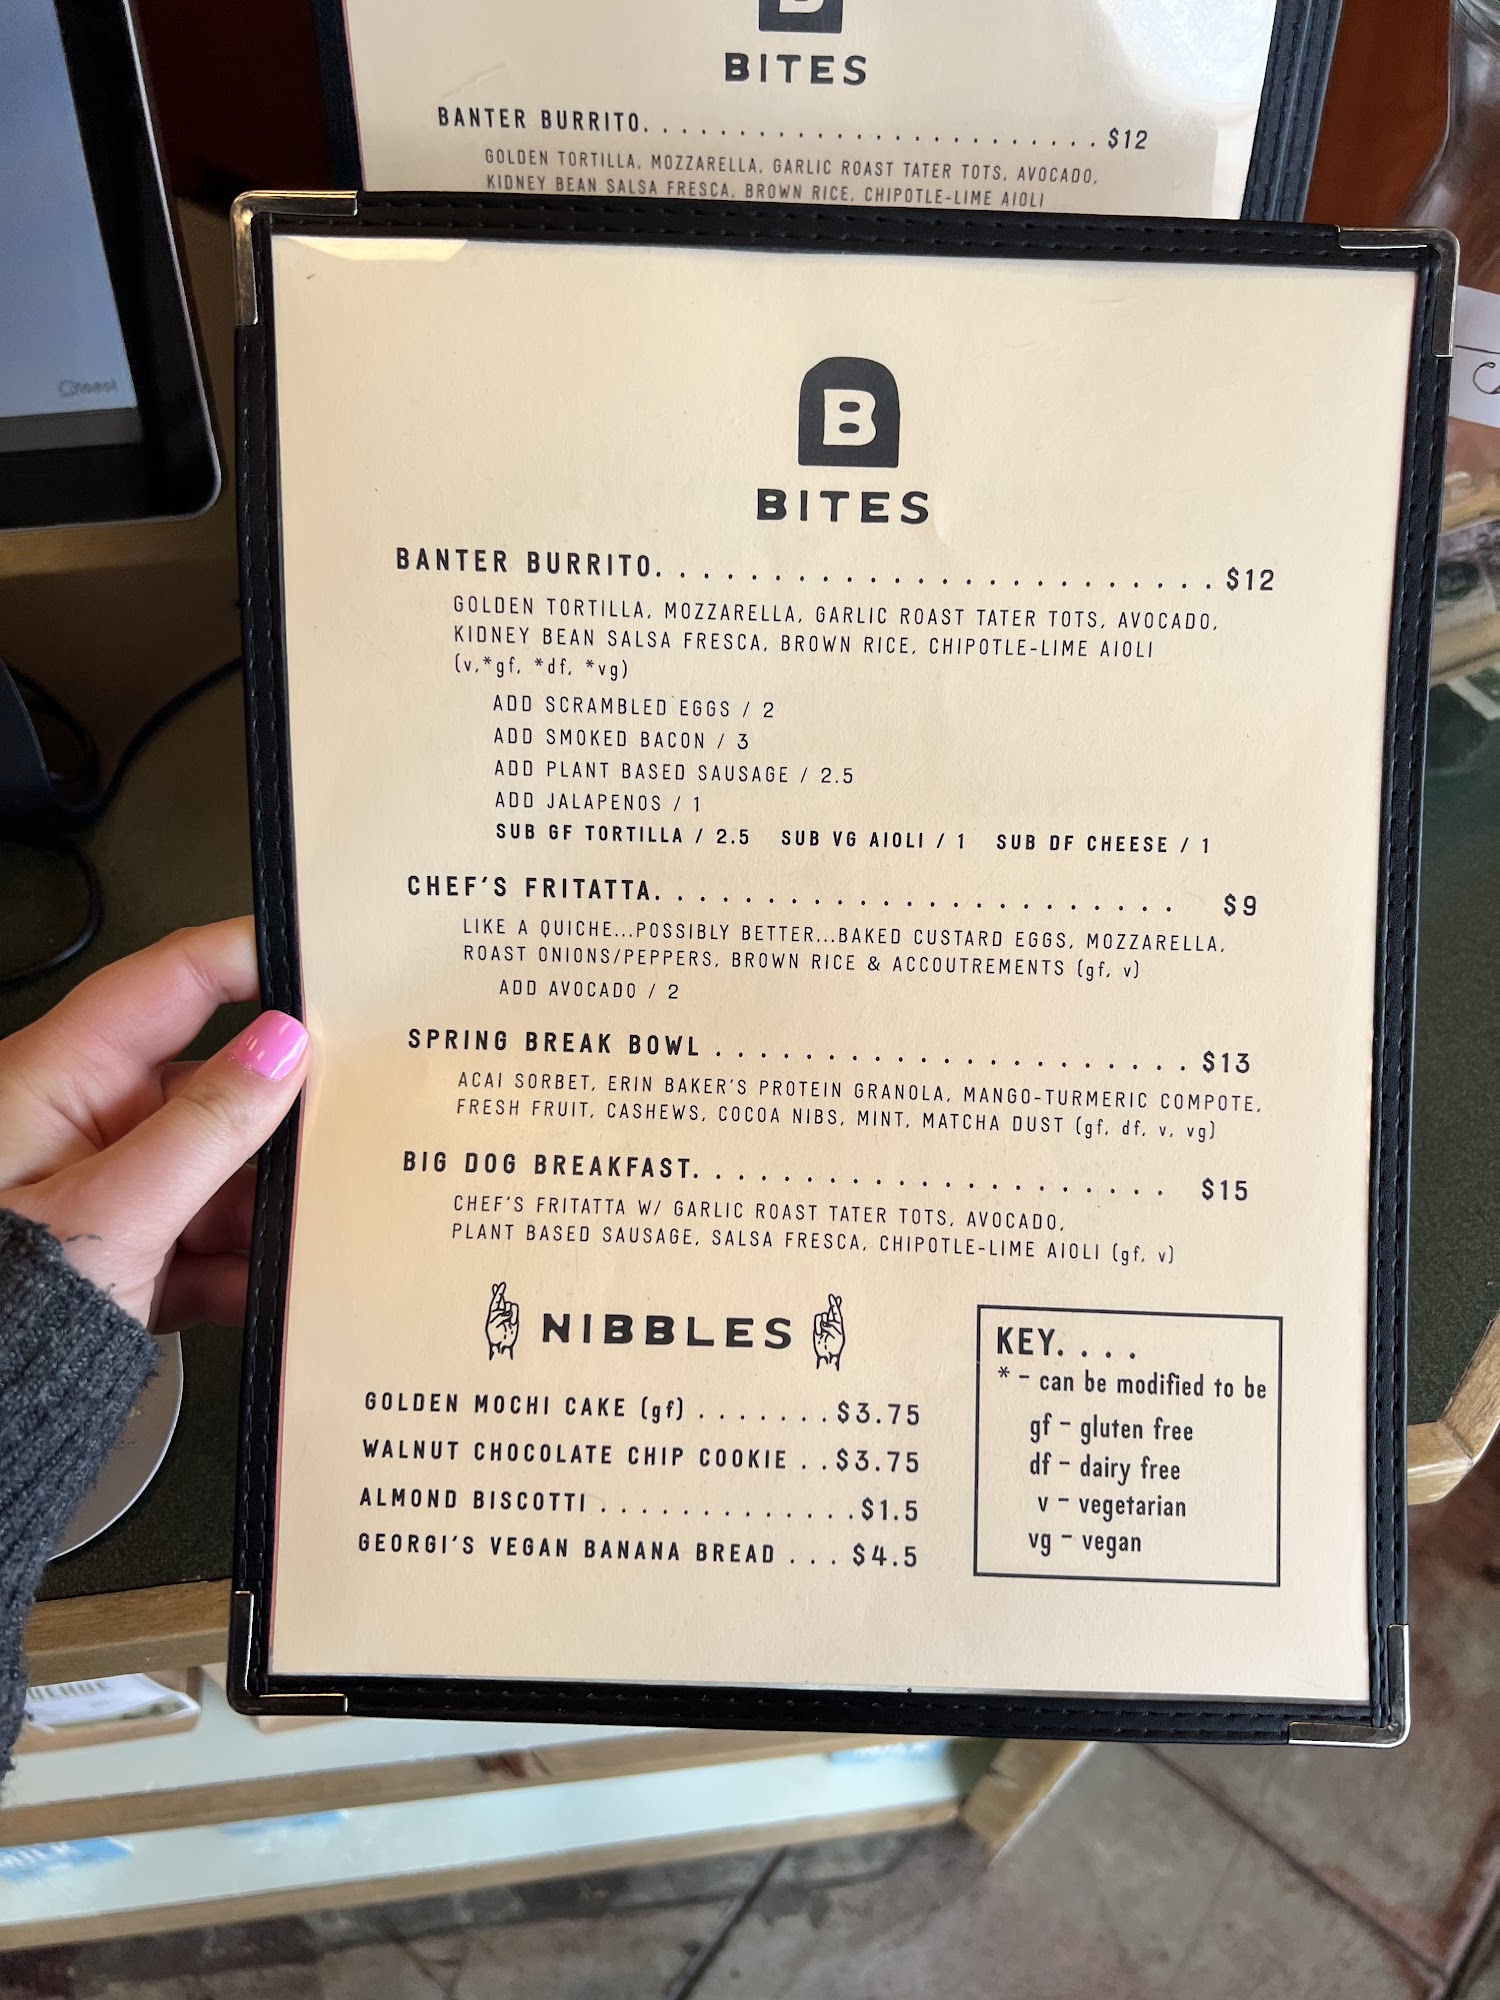 B
BITES
BANTER BURRITO. . . . . . . . . . . . . . . . . . . . . . . . . $12
GOLDEN TORTILLA, MOZZARELLA, GARLIC ROAST TATER TOTS, AVOCADO,
KIDNEY BEAN SALSA FRESCA, BROWN RICE, CHIPOTLE-LIME AIOLI
toast
B
BITES
BANTER BURRITO. . . . . . . . . . . . . . . . . . . . . . . . . $12
GOLDEN TORTILLA, MOZZARELLA, GARLIC ROAST TATER TOTS, AVOCADO,
KIDNEY BEAN SALSA FRESCA, BROWN RICE, CHIPOTLE-LIME AIOLI
(v,*gf, *df, *vg)
ADD SCRAMBLED EGGS / 2
ADD SMOKED BACON / 3
ADD PLANT BASED SAUSAGE / 2.5
ADD JALAPENOS / 1
SUB GF TORTILLA / 2.5 SUB VG AIOLI / 1 SUB DF CHEESE / 1
CHEF'S FRITATTA. . . . . . . . . . . . . . . . . . . . . . . $9
LIKE A QUICHE...POSSIBLY BETTER...BAKED CUSTARD EGGS, MOZZARELLA,
ROAST ONIONS/PEPPERS, BROWN RICE & ACCOUTREMENTS (gf, v)
ADD AVOCADO / 2
SPRING BREAK BOWL . . . . . . . . . . . . . . . . . . . . . $13
ACAI SORBET, ERIN BAKER'S PROTEIN GRANOLA, MANGO-TURMERIC COMPOTE,
FRESH FRUIT, CASHEWS, COCOA NIBS, MINT, MATCHA DUST (gf, df, v, vg)
BIG DOG BREAKFAST. . . . . . . . . . . . . . . . . . . . . $15
CHEF'S FRITATTA W/ GARLIC ROAST TATER TOTS, AVOCADO,
PLANT BASED SAUSAGE, SALSA FRESCA, CHIPOTLE-LIME AIOLI (gf, v)
NIBBLES
GOLDEN MOCHI CAKE (gf) . . . . . . . $3.75
WALNUT CHOCOLATE CHIP COOKIE . . $3.75
ALMOND BISCOTTI . . . . . . . . . . . . . $1.5
GEORGI'S VEGAN BANANA BREAD . . . $4.5
KEY. . . .
* - can be modified to be
gf - gluten free
df - dairy free
v - vegetarian
vg - vegan